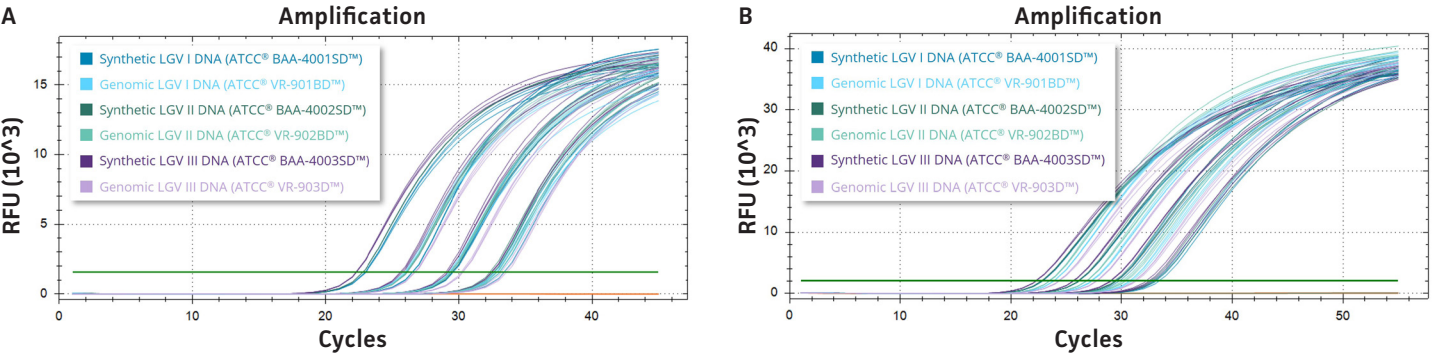 A
Amplification
Synthetic LGV I DNA (ATCC® BAA-4001SD™)
Genomic LGV I DNA (ATCC® VR-901BD™)
Synthetic LGV II DNA (ATCC® BAA-4002SD™)
Genomic LGV II DNA (ATCC® VR-902BD™)
Synthetic LGV III DNA (ATCC® BAA-4003SD™)
Genomic LGV III DNA (ATCC® VR-903D™)
RFU (10^3)
15
10
5
0
0 10 20 30 40
Cycles
B
Amplification
Synthetic LGV I DNA (ATCC® BAA-4001SD™)
Genomic LGV I DNA (ATCC® VR-901BD™)
Synthetic LGV II DNA (ATCC® BAA-4002SD™)
Genomic LGV II DNA (ATCC® VR-902BD™)
Synthetic LGV III DNA (ATCC® BAA-4003SD™)
Genomic LGV III DNA (ATCC® VR-903D™)
RFU (10^3)
40
30
20
10
0
0 10 20 30 40 50
Cycles